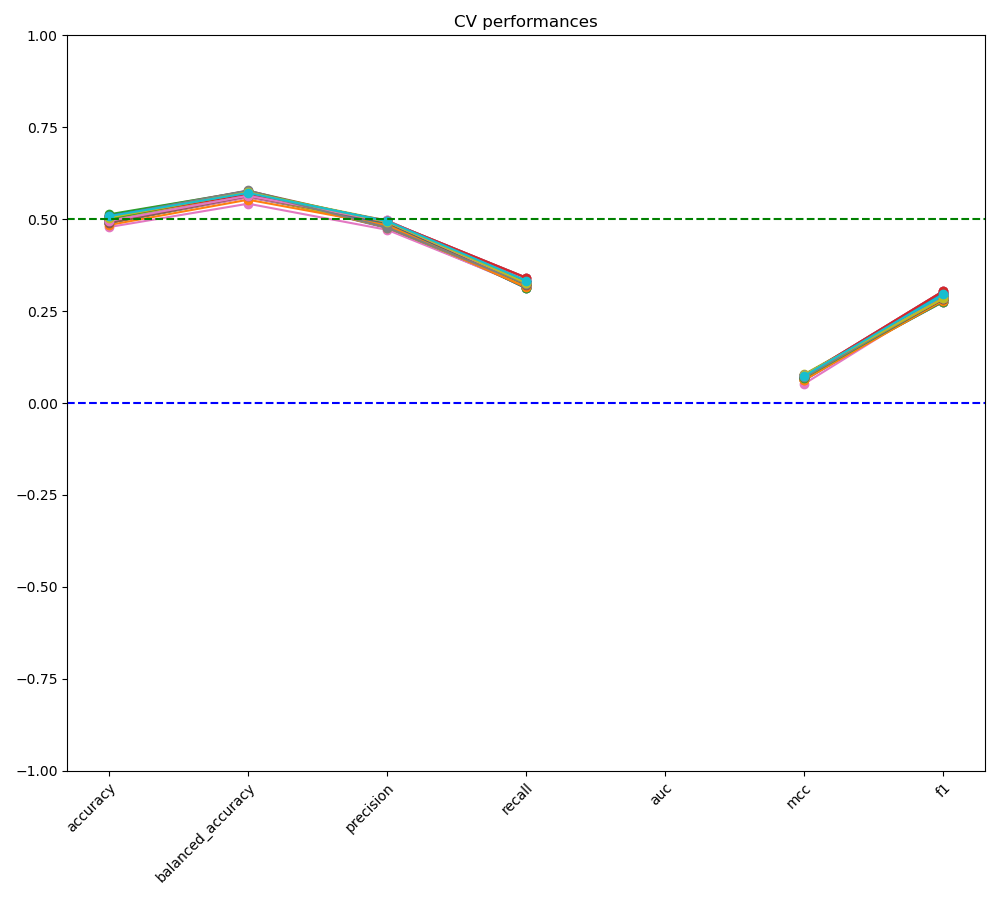 CV performances
1.00
0.75
0.50
0.25
0.00
−0.25
−0.50
−0.75
−1.00
accuracy
balanced_accuracy
precision
recall
auc
mcc
f1